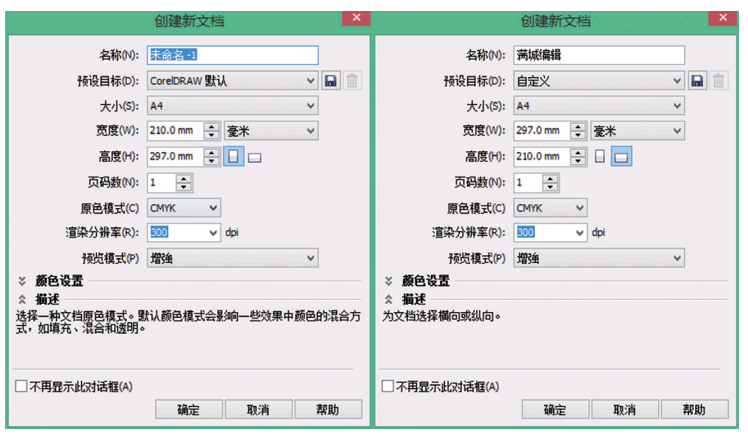 创建新文档
名称(N): 未命名 -1
预设目标(D): CorelDRAW 默认
大小(S): A4
宽度(W): 210.0 mm 毫米
高度(H): 297.0 mm
页码数(N): 1
原色模式(C) CMYK
渲染分辨率(R): 300 dpi
预览模式(P) 增强
颜色设置
描述
选择一种文档原色模式。默认颜色模式会影响一些效果中颜色的混合方
式，如填充、混合和透明。
不再显示此对话框(A)
确定 取消 帮助
创建新文档
名称(N): 芮城编辑
预设目标(D): 自定义
大小(S): A4
宽度(W): 297.0 mm 毫米
高度(H): 210.0 mm
页码数(N): 1
原色模式(C) CMYK
渲染分辨率(R): 300 dpi
预览模式(P) 增强
颜色设置
描述
为文档选择横向或纵向。
不再显示此对话框(A)
确定 取消 帮助